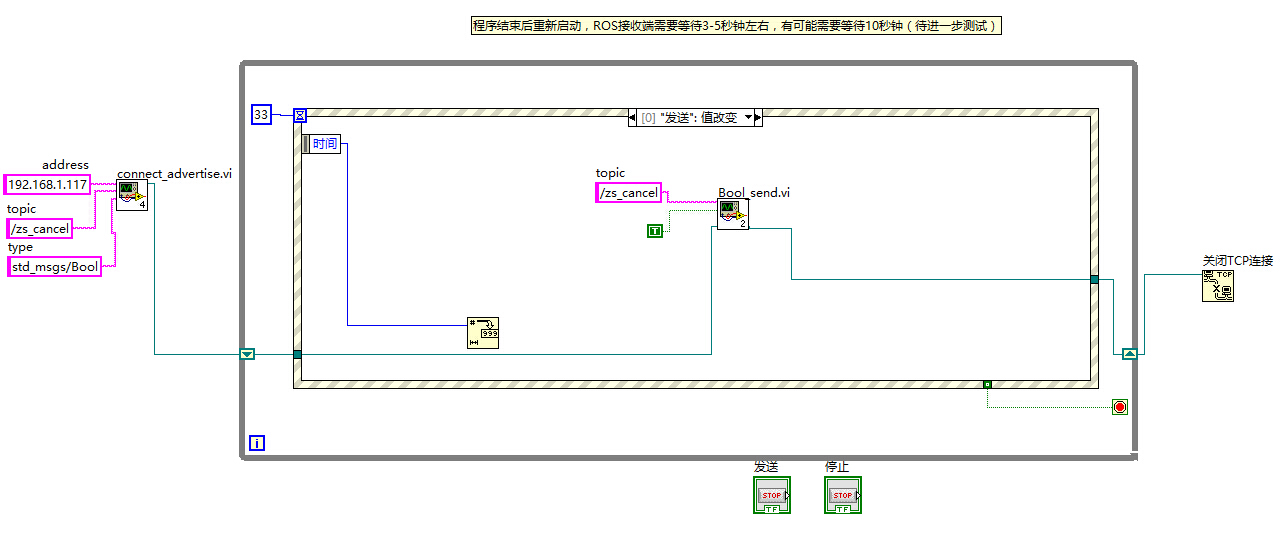 程序结束后重新启动，ROS接收端需要等待3-5秒钟左右，有可能需要等待10秒钟（待进一步测试）
33
[0] "发送": 值改变
时间
address
192.168.1.117
connect_advertise.vi
4
topic
/zs_cancel
type
std_msgs/Bool
topic
/zs_cancel
Bool_send.vi
2
T
#
999
关闭TCP连接
TCP
i
发送
STOP
TF
停止
STOP
TF